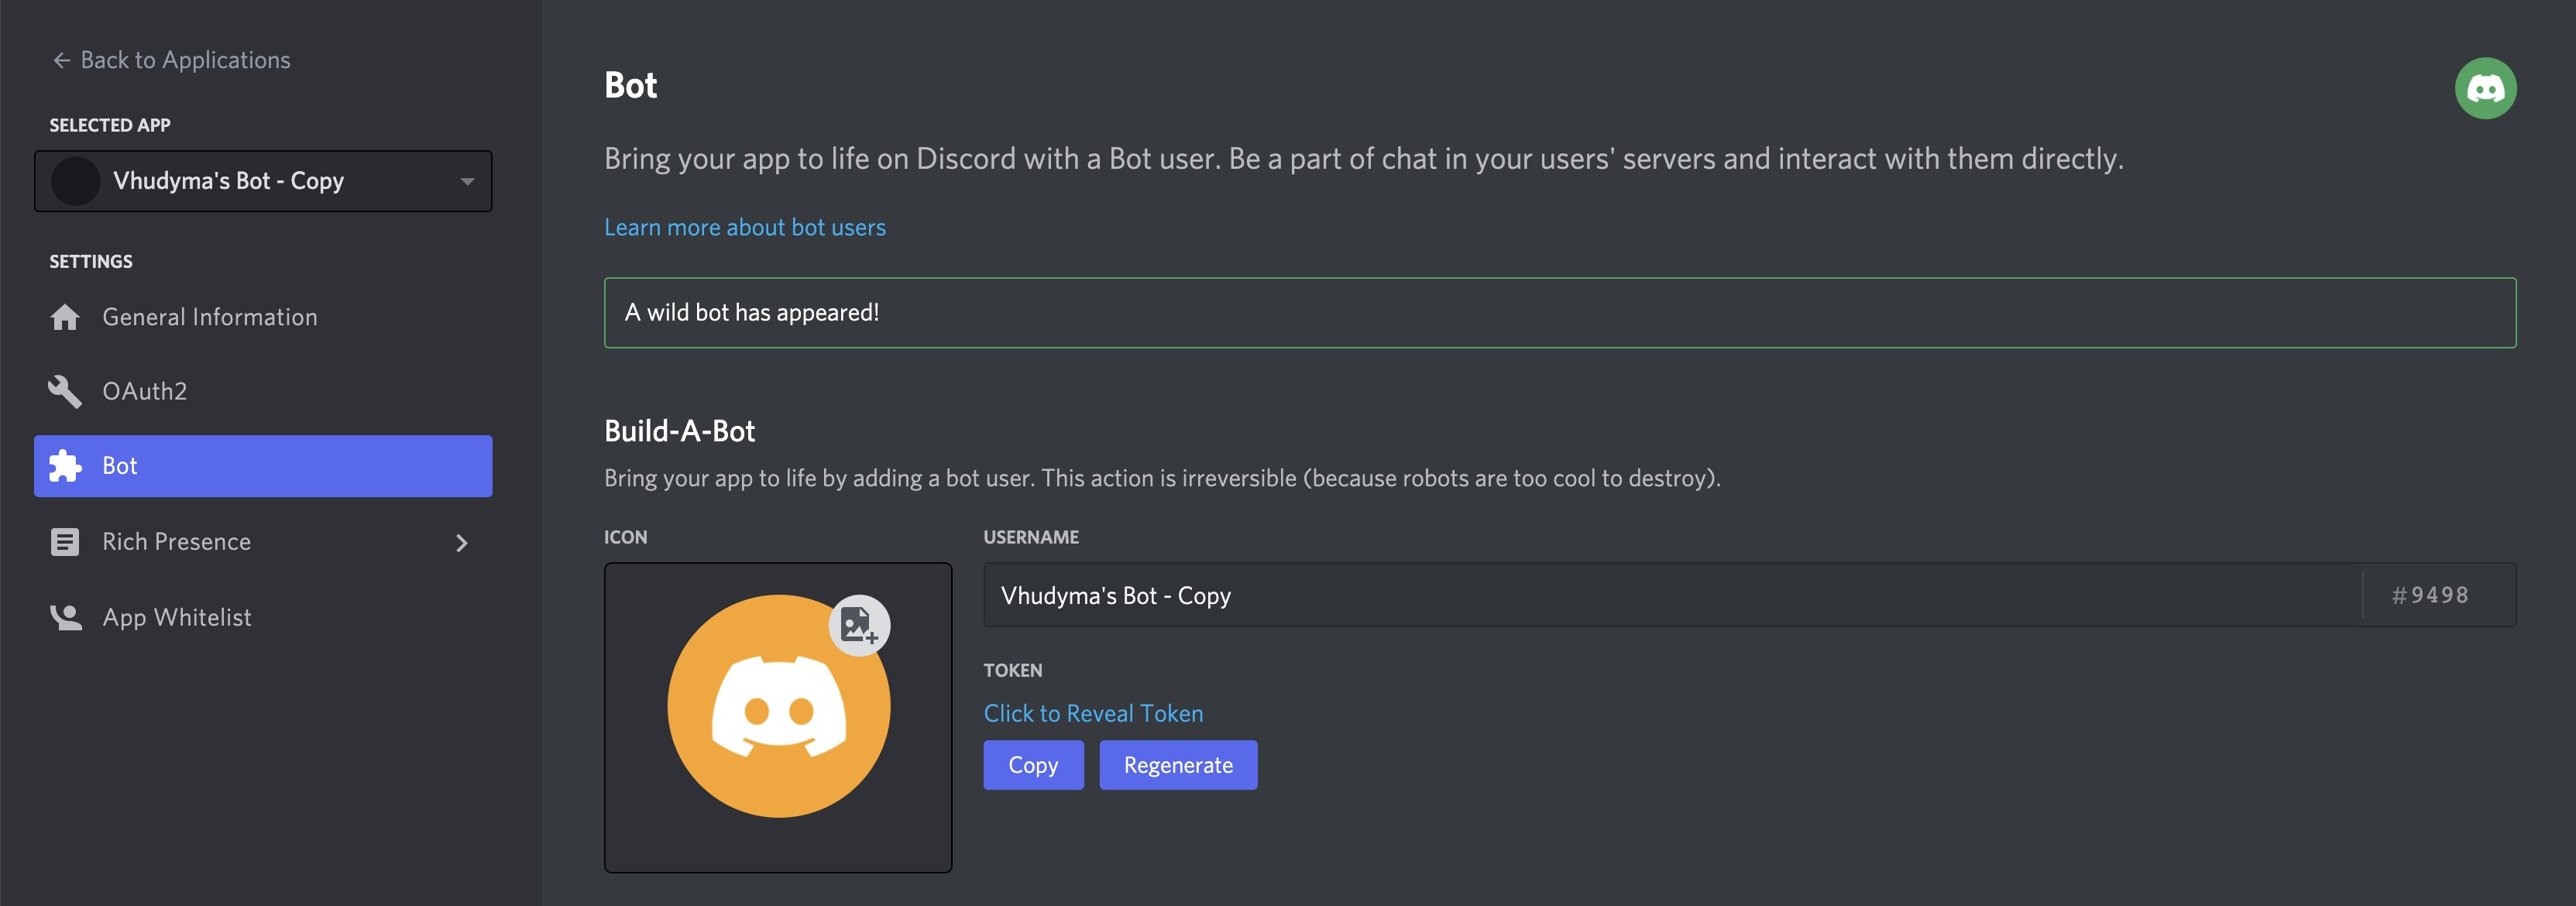 ← Back to Applications
SELECTED APP
Vhudyma's Bot - Copy
SETTINGS
General Information
OAuth2
Bot
Rich Presence
App Whitelist
Bot
Bring your app to life on Discord with a Bot user. Be a part of chat in your users' servers and interact with them directly.
Learn more about bot users
A wild bot has appeared!
Build-A-Bot
Bring your app to life by adding a bot user. This action is irreversible (because robots are too cool to destroy).
ICON
USERNAME
Vhudyma's Bot - Copy #9498
TOKEN
Click to Reveal Token
Copy Regenerate